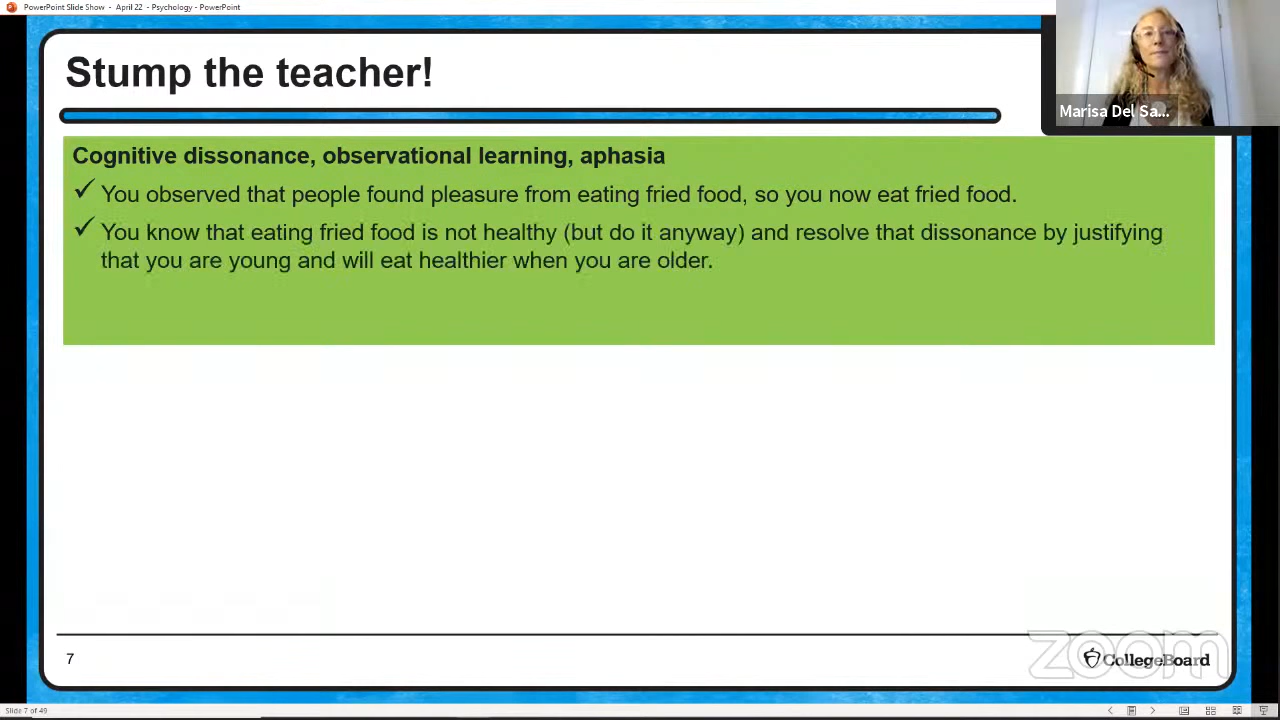 PowerPoint Slide Show - April 22 - Psychology - PowerPoint
Stump the teacher!
Marisa Del Sa...
Cognitive dissonance, observational learning, aphasia
✓ You observed that people found pleasure from eating fried food, so you now eat fried food.
✓ You know that eating fried food is not healthy (but do it anyway) and resolve that dissonance by justifying
that you are young and will eat healthier when you are older.
zoom
7
CollegeBoard
Slide 7 of 49